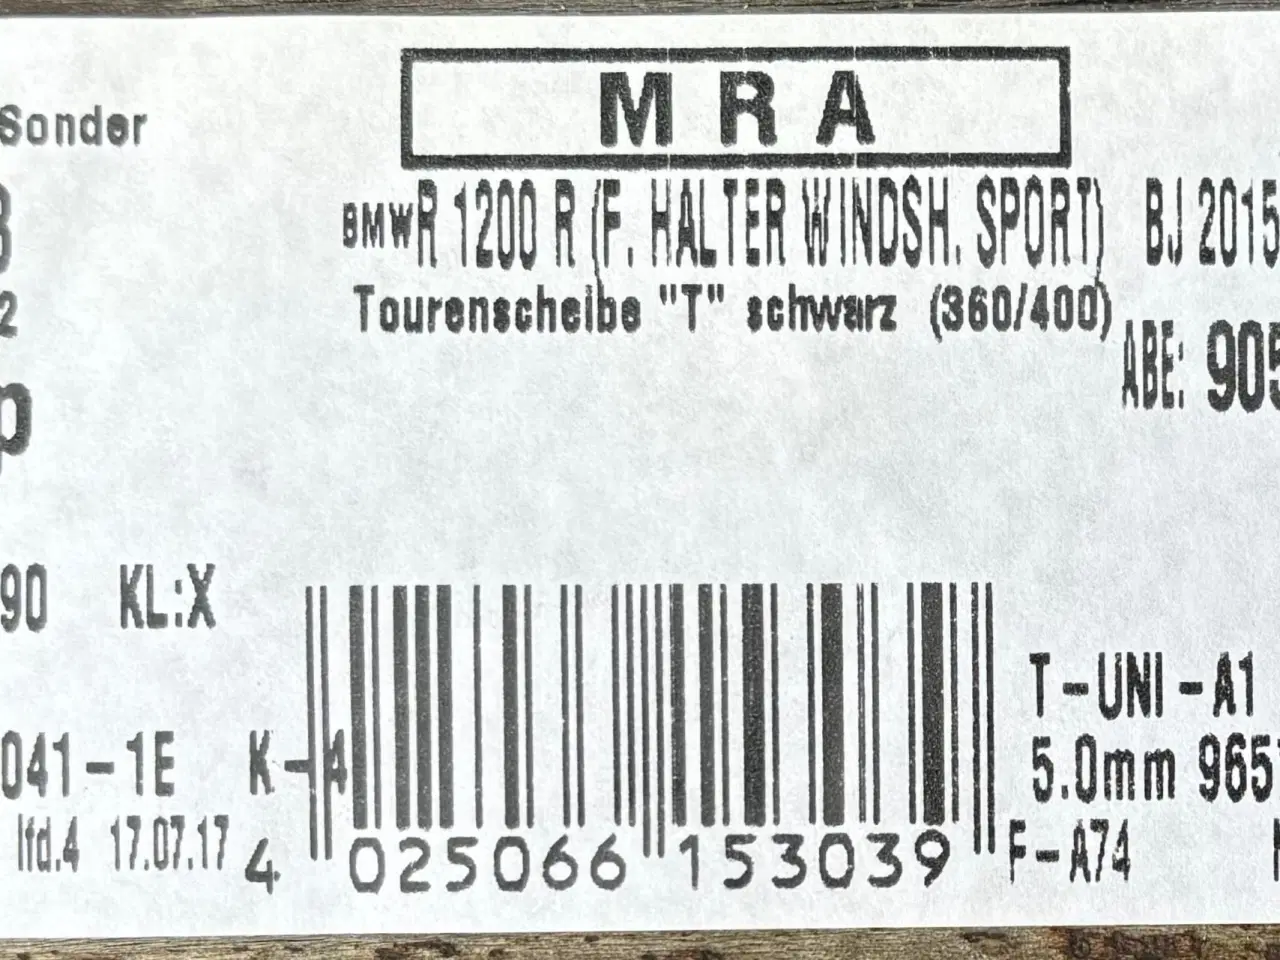 MRA
Sonder
BMW R 1200 R (F. HALTER WINDSH. SPORT) BJ 2015
Tourenscheibe "T" schwarz (360/400)
2
ABE: 905
p
90 KL:X
T-UNI-A1
041-1E K-A
5.0mm 965
lfd.4 17.07.17
4 025066 153039
F-A74